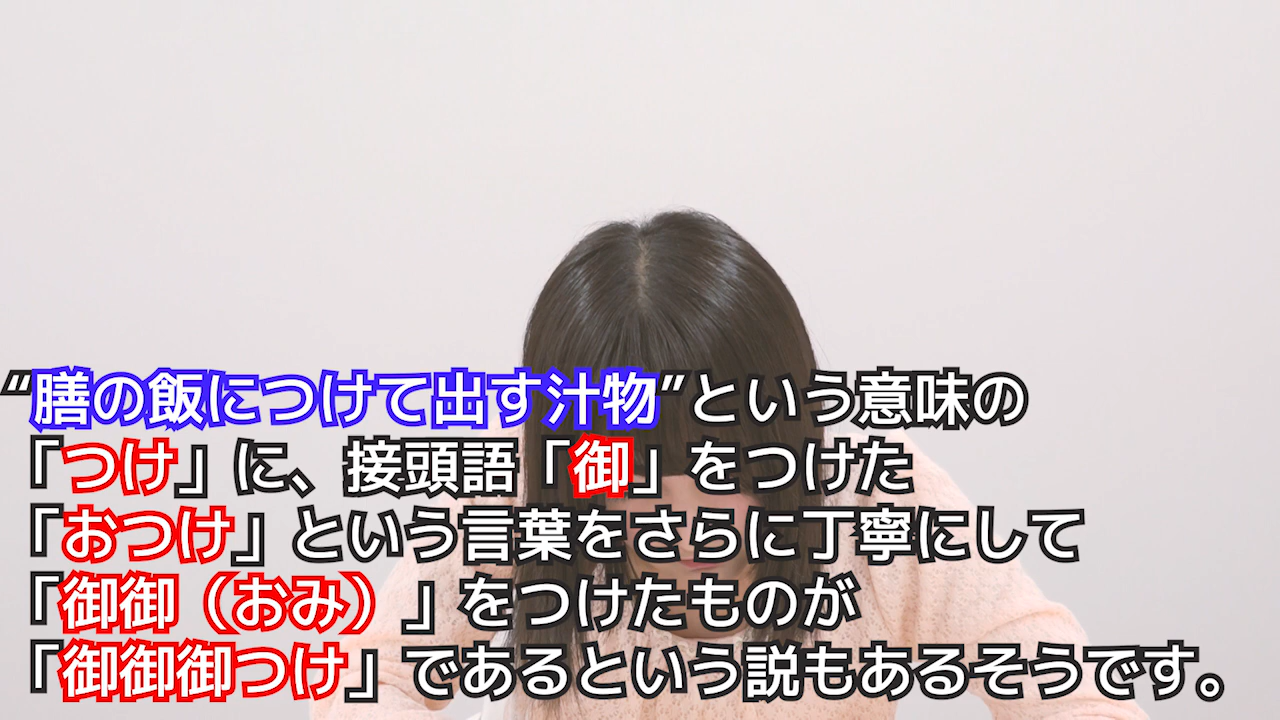 “膳の飯につけて出す汁物”という意味の
「つけ」に、接頭語「御」をつけた
「おつけ」という言葉をさらに丁寧にして
「御御（おみ）」をつけたものが
「御御御つけ」であるという説もあるそうです。